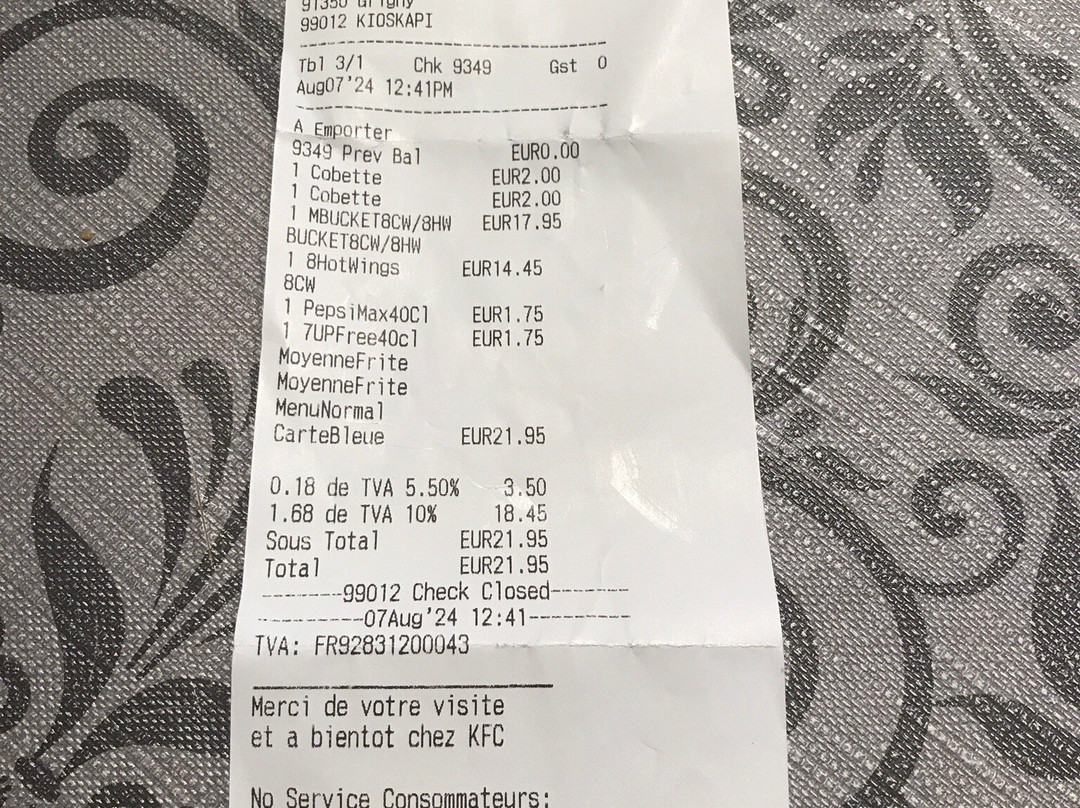 91350 Grigny
99012 KIOSKAPI
Tbl 3/1 Chk 9349 Gst 0
Aug07'24 12:41PM
A Emporter
9349 Prev Bal EUR0.00
1 Cobette EUR2.00
1 Cobette EUR2.00
1 MBUCKET8CW/8HW EUR17.95
BUCKET8CW/8HW
1 8HotWings EUR14.45
8CW
1 PepsiMax40Cl EUR1.75
1 7UPFree40cl EUR1.75
MoyenneFrite
MoyenneFrite
MenuNormal
CarteBleue EUR21.95
0.18 de TVA 5.50% 3.50
1.68 de TVA 10% 18.45
Sous Total EUR21.95
Total EUR21.95
--------99012 Check Closed--------
----------07Aug'24 12:41----------
TVA: FR92831200043
Merci de votre visite
et a bientot chez KFC
No Service Consommateurs: